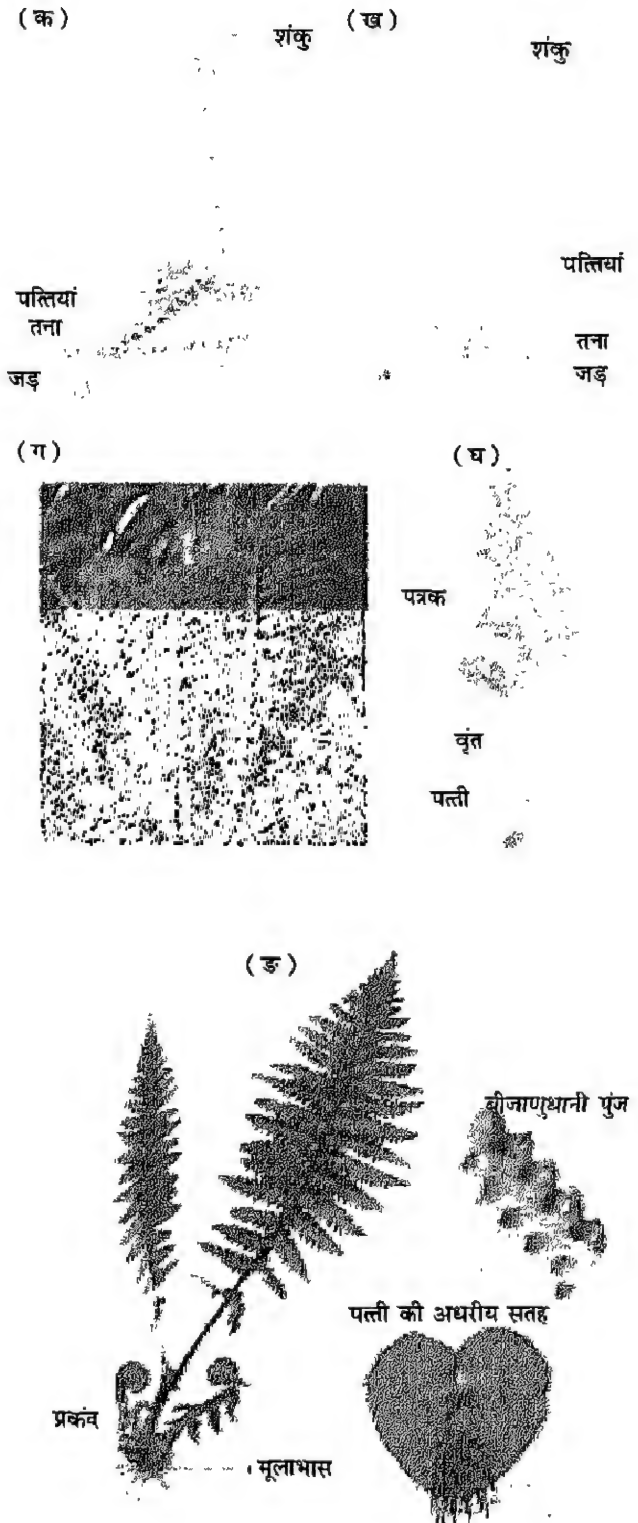 (क)
शंकु
(ख)
शंकु
पत्तियां
तना
जड़
पत्तियां
तना
जड़
(ग)
(घ)
पत्रक
वृंत
पत्ती
(ङ)
बीजाणुधानी पुंज
पत्ती की अधरीय सतह
प्रकंद
मूलाभास